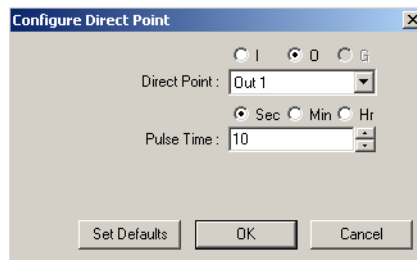 Configure Direct Point
I O G
Direct Point : Out 1
Sec Min Hr
Pulse Time : 10
Set Defaults OK Cancel